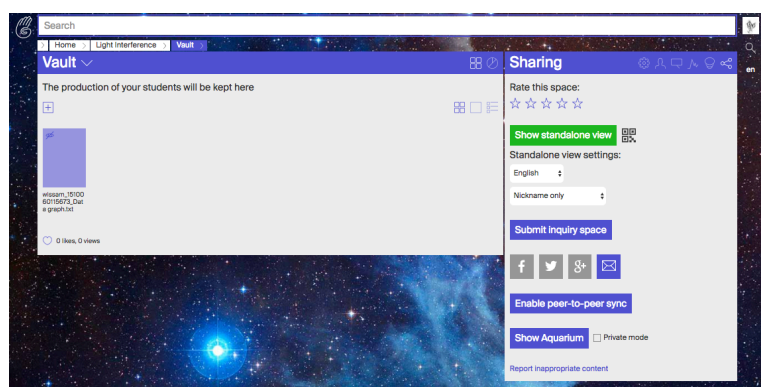 Search
Home
Light Interference
Vault
en
Vault
The production of your students will be kept here
wissam_15100
60115673_Dat
a graph.txt
0 likes, 0 views
Sharing
Rate this space:
Show standalone view
Standalone view settings:
English
Nickname only
Submit inquiry space
f
g+
Enable peer-to-peer sync
Show Aquarium
Private mode
Report inappropriate content